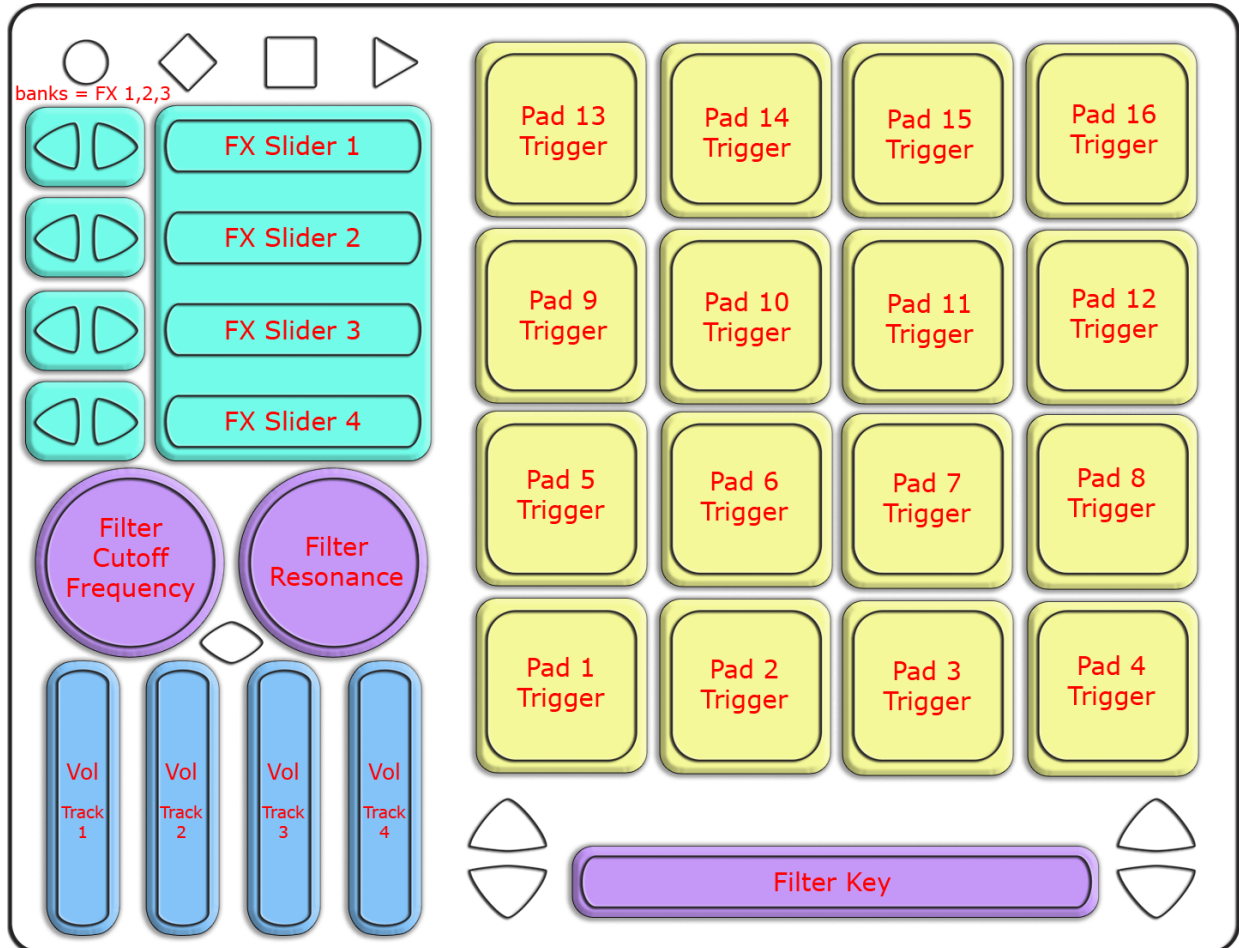 banks = FX 1,2,3
FX Slider 1
FX Slider 2
FX Slider 3
FX Slider 4
Filter
Cutoff
Frequency
Filter
Resonance
Vol
Track
1
Vol
Track
2
Vol
Track
3
Vol
Track
4
Pad 13
Trigger
Pad 14
Trigger
Pad 15
Trigger
Pad 16
Trigger
Pad 9
Trigger
Pad 10
Trigger
Pad 11
Trigger
Pad 12
Trigger
Pad 5
Trigger
Pad 6
Trigger
Pad 7
Trigger
Pad 8
Trigger
Pad 1
Trigger
Pad 2
Trigger
Pad 3
Trigger
Pad 4
Trigger
Filter Key